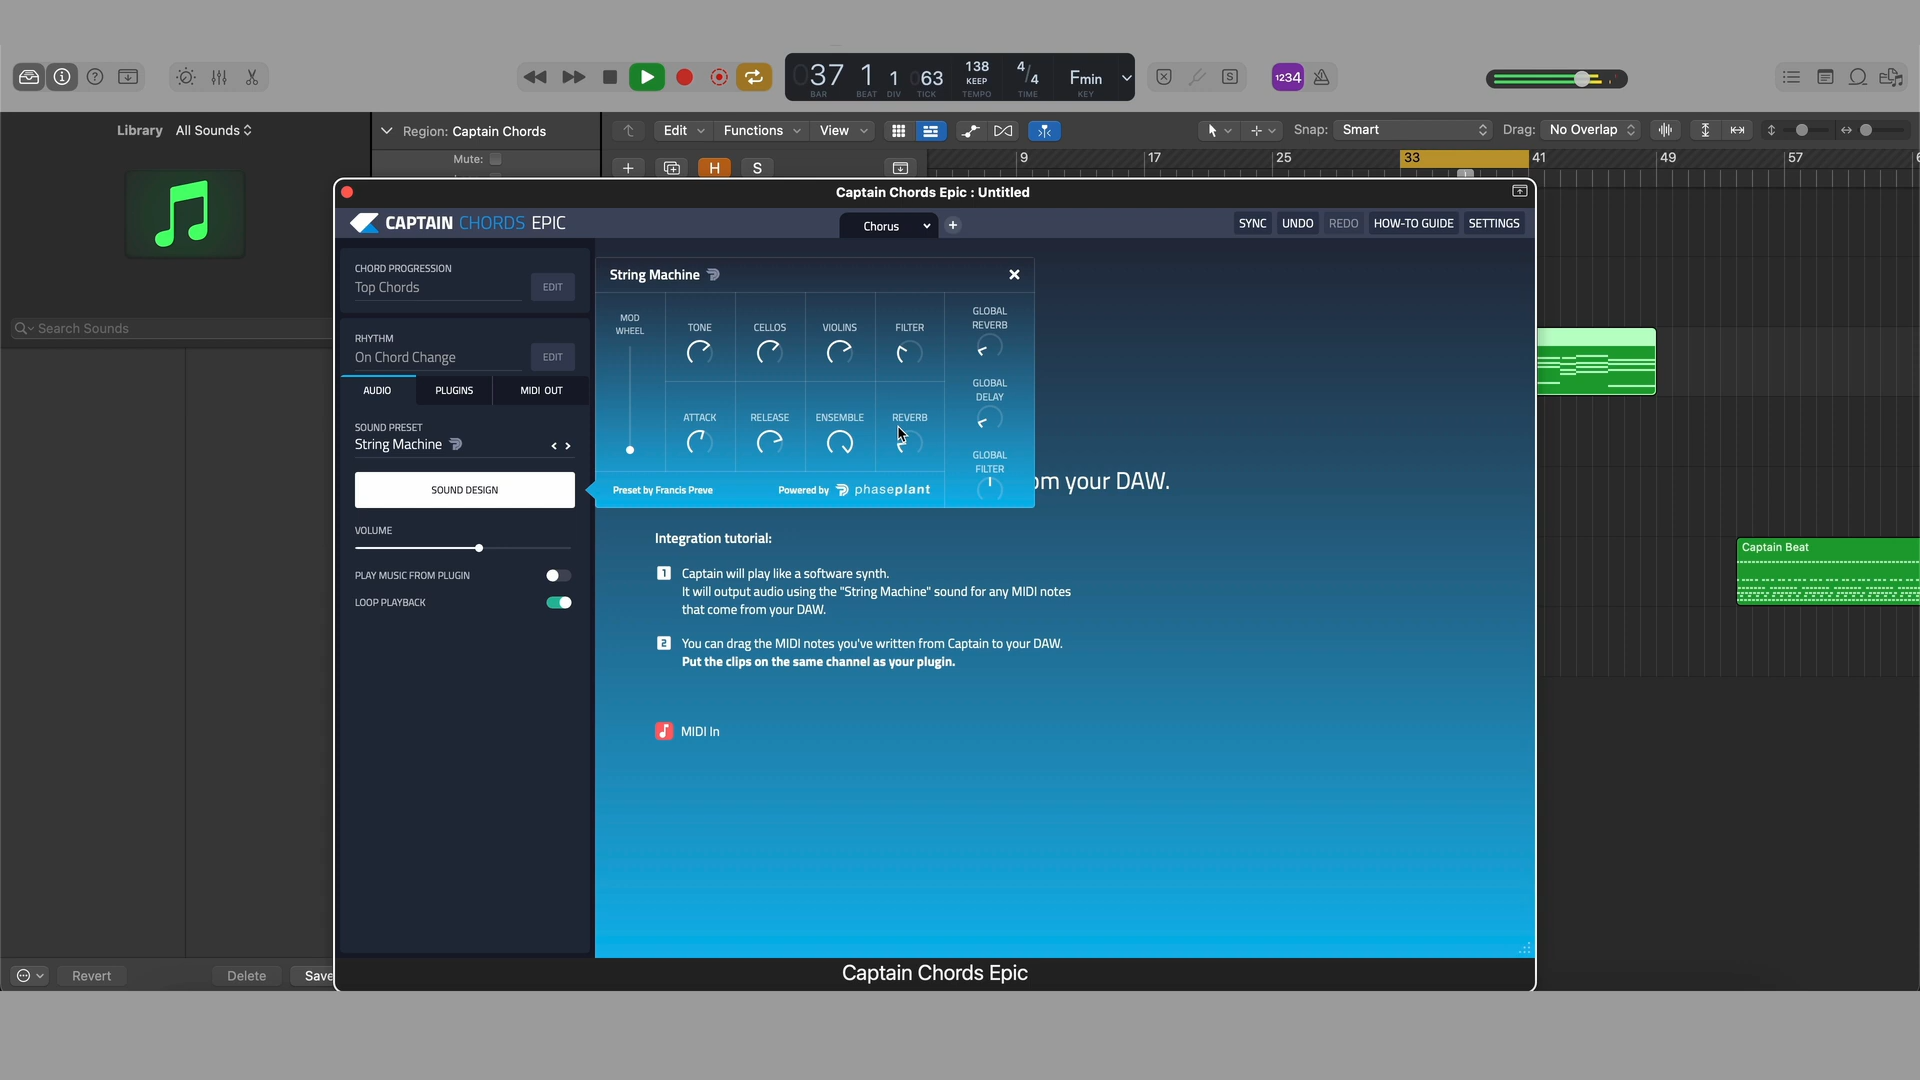 037 1 1 063
138
KEEP
4/4
Fmin
BAR BEAT DIV TICK TEMPO TIME KEY
S
1234
Library All Sounds
Region: Captain Chords
Edit Functions View
Snap: Smart
Drag: No Overlap
Mute:
H S
9 17 25 33 41 49 57
Captain Chords Epic : Untitled
CAPTAIN CHORDS EPIC
Chorus
SYNC UNDO REDO HOW-TO GUIDE SETTINGS
CHORD PROGRESSION
Top Chords
EDIT
String Machine
Search Sounds
RHYTHM
On Chord Change
EDIT
MOD
WHEEL
TONE CELLOS VIOLINS FILTER
GLOBAL
REVERB
AUDIO PLUGINS MIDI OUT
GLOBAL
DELAY
ATTACK RELEASE ENSEMBLE REVERB
SOUND PRESET
String Machine
GLOBAL
FILTER
SOUND DESIGN
Preset by Francis Preve
Powered by phaseplant
om your DAW.
VOLUME
Integration tutorial:
PLAY MUSIC FROM PLUGIN
LOOP PLAYBACK
1 Captain will play like a software synth.
It will output audio using the "String Machine" sound for any MIDI notes
that come from your DAW.
2 You can drag the MIDI notes you've written from Captain to your DAW.
Put the clips on the same channel as your plugin.
MIDI In
Captain Beat
Revert Delete Save
Captain Chords Epic